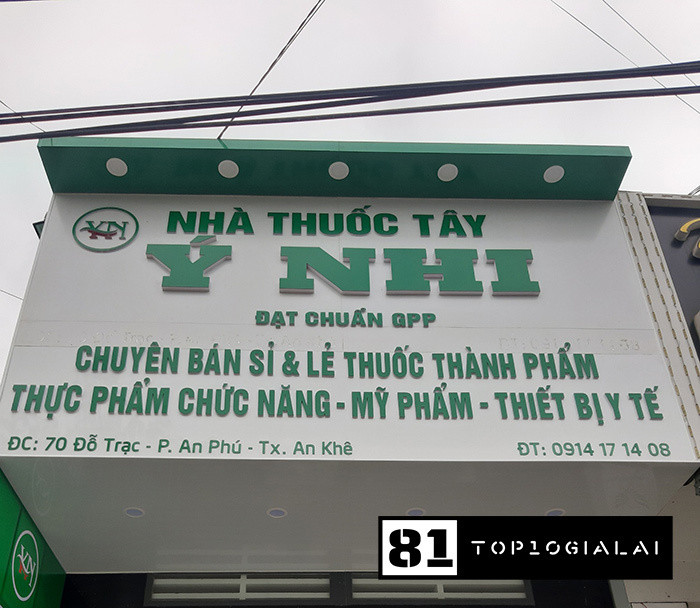 YN
NHÀ THUỐC TÂY
Ý NHI
ĐẠT CHUẨN GPP
CHUYÊN BÁN SỈ & LẺ THUỐC THÀNH PHẨM
THỰC PHẨM CHỨC NĂNG - MỸ PHẨM - THIẾT BỊ Y TẾ
ĐC: 70 Đỗ Trạc - P. An Phú - Tx. An Khê
ĐT: 0914 17 14 08
YN
81 TOP10GIALAI